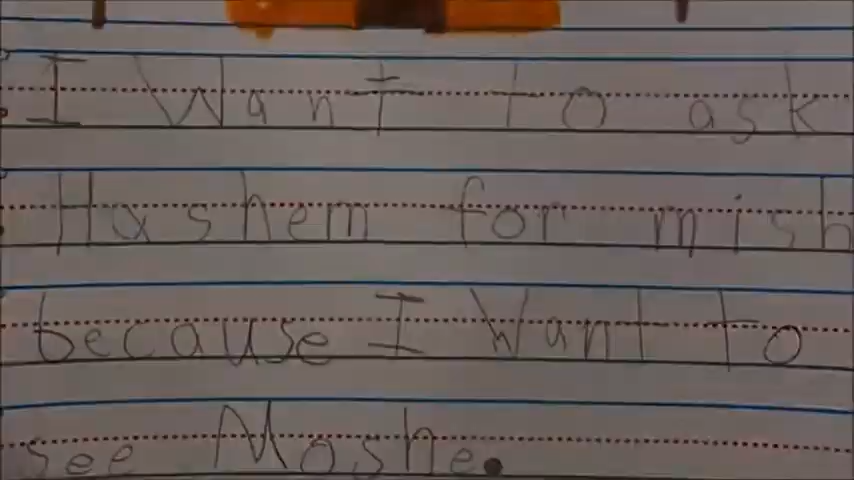 I Want to ask
Hashem for mish
because I Want to
see Moshe.